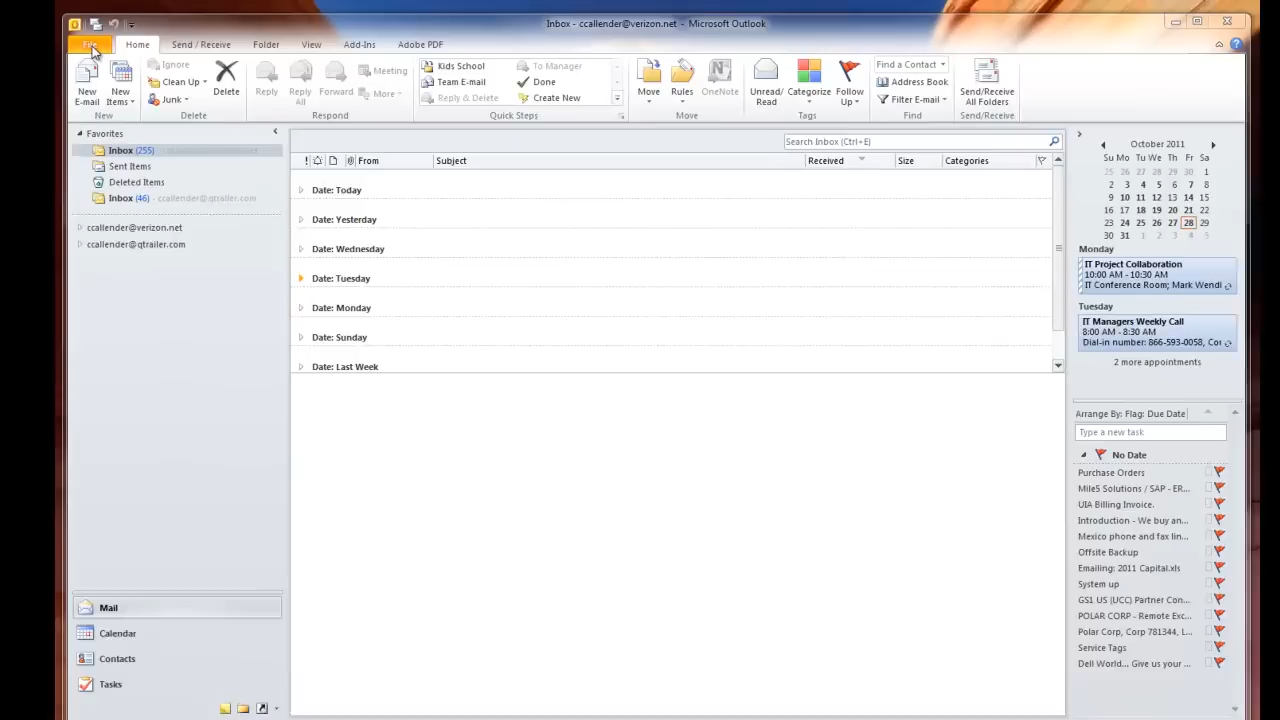 Inbox - ccallender@verizon.net - Microsoft Outlook
File Home Send / Receive Folder View Add-Ins Adobe PDF
New E-mail
New Items
Ignore
Clean Up
Junk
Delete
Reply
Reply All
Forward
Meeting
More
Kids School
Team E-mail
Reply & Delete
To Manager
Done
Create New
Move
Rules
OneNote
Unread/ Read
Categorize
Follow Up
Find a Contact
Address Book
Filter E-mail
Send/Receive All Folders
New Delete Respond Quick Steps Move Tags Find Send/Receive
Favorites
Inbox (255)
Sent Items
Deleted Items
Inbox (46) - ccallender@qtrailer.com
ccallender@verizon.net
ccallender@qtrailer.com
Mail
Calendar
Contacts
Tasks
Search Inbox (Ctrl+E)
! From Subject Received Size Categories
Date: Today
Date: Yesterday
Date: Wednesday
Date: Tuesday
Date: Monday
Date: Sunday
Date: Last Week
October 2011
Su Mo Tu We Th Fr Sa
25 26 27 28 29 30 1
2 3 4 5 6 7 8
9 10 11 12 13 14 15
16 17 18 19 20 21 22
23 24 25 26 27 28 29
30 31 1 2 3 4 5
Monday
IT Project Collaboration
10:00 AM - 10:30 AM
IT Conference Room; Mark Wendl
Tuesday
IT Managers Weekly Call
8:00 AM - 8:30 AM
Dial-in number: 866-593-0058, Cor
2 more appointments
Arrange By: Flag: Due Date
Type a new task
No Date
Purchase Orders
Mile5 Solutions / SAP - ER...
UIA Billing Invoice.
Introduction - We buy an...
Mexico phone and fax lin...
Offsite Backup
Emailing: 2011 Capital.xls
System up
GS1 US (UCC) Partner Con...
POLAR CORP - Remote Exc...
Polar Corp, Corp 781344, L...
Service Tags
Dell World... Give us your ...